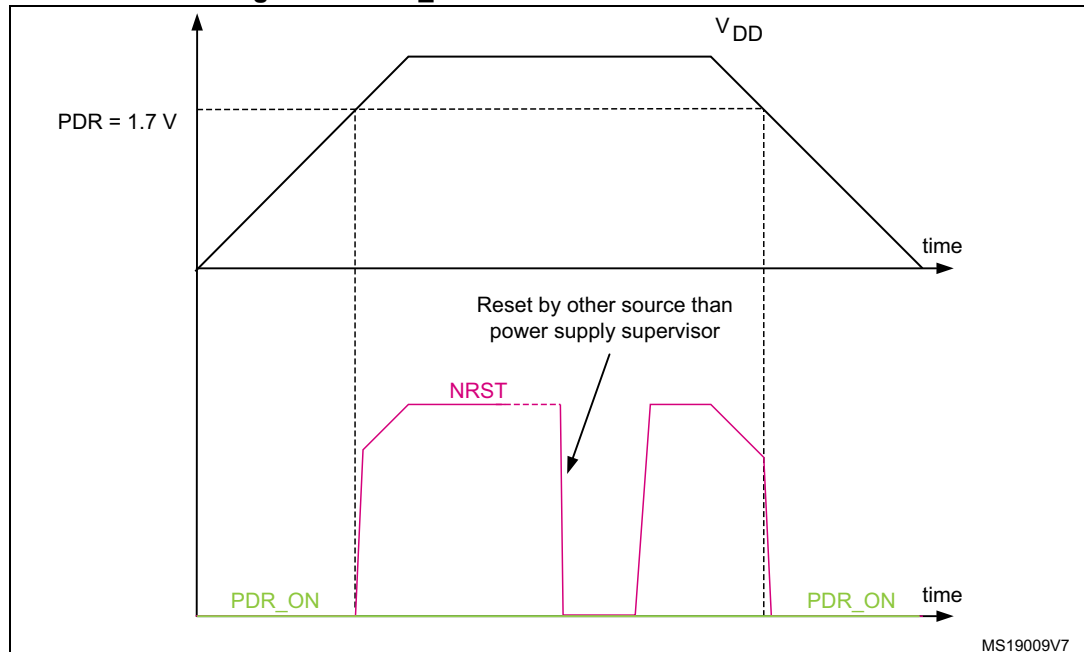 V DD
PDR = 1.7 V
time
Reset by other source than
power supply supervisor
NRST
PDR_ON
PDR_ON
time
MS19009V7